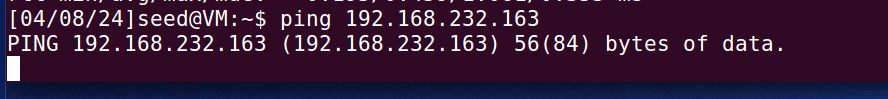 [04/08/24]seed@VM:~$ ping 192.168.232.163
PING 192.168.232.163 (192.168.232.163) 56(84) bytes of data.